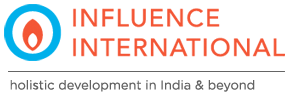 INFLUENCE
INTERNATIONAL
holistic development in India & beyond